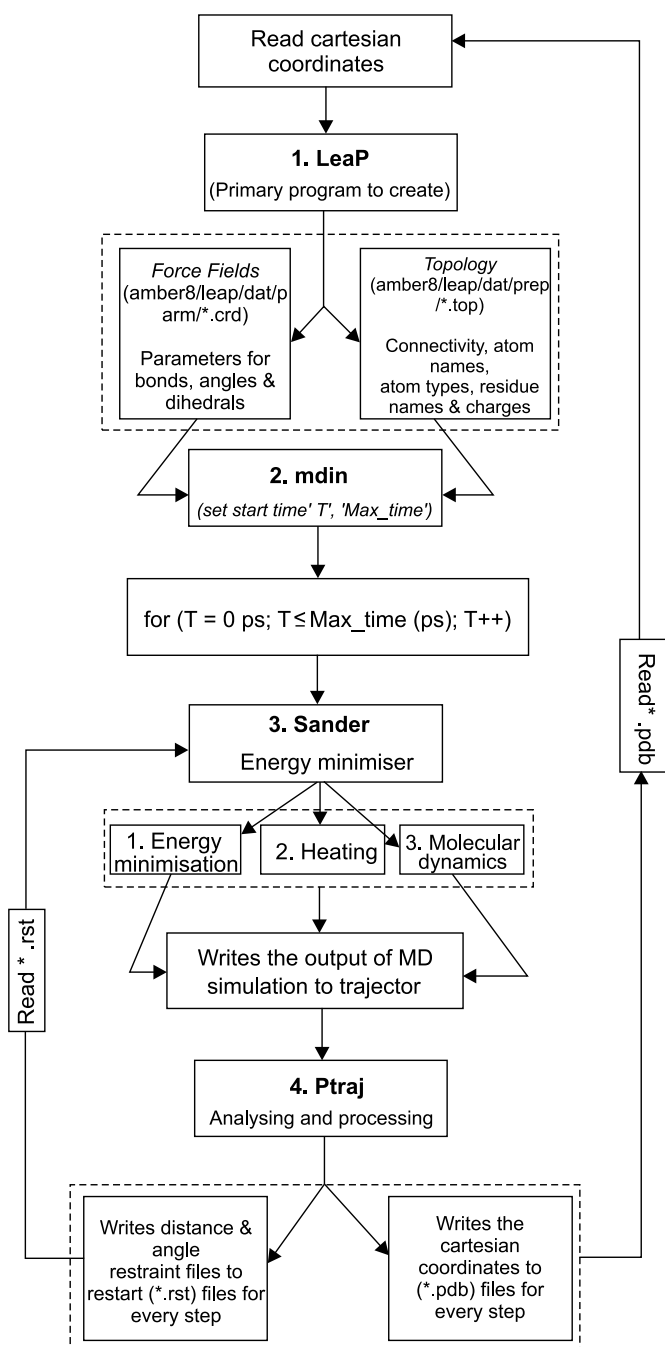 Read cartesian
coordinates
1. LeaP
(Primary program to create)
Force Fields
(amber8/leap/dat/p
arm/*.crd)
Parameters for
bonds, angles &
dihedrals
Topology
(amber8/leap/dat/prep
/*.top)
Connectivity, atom
names,
atom types, residue
names & charges
2. mdin
(set start time' T', 'Max_time')
for (T = 0 ps; T≤Max_time (ps); T++)
Read* .pdb
3. Sander
Energy minimiser
1. Energy
minimisation
2. Heating
3. Molecular
dynamics
Read * .rst
Writes the output of MD
simulation to trajector
4. Ptraj
Analysing and processing
Writes distance &
angle
restraint files to
restart (*.rst) files for
every step
Writes the
cartesian
coordinates to
(*.pdb) files for
every step